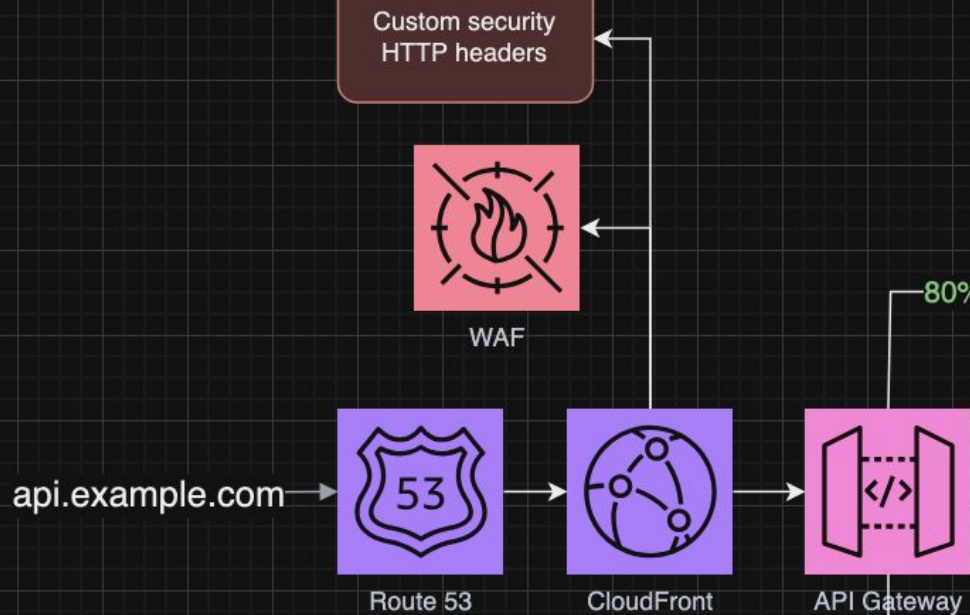 Custom security
HTTP headers
WAF
80%
api.example.com
53
</>
Route 53
CloudFront
API Gateway